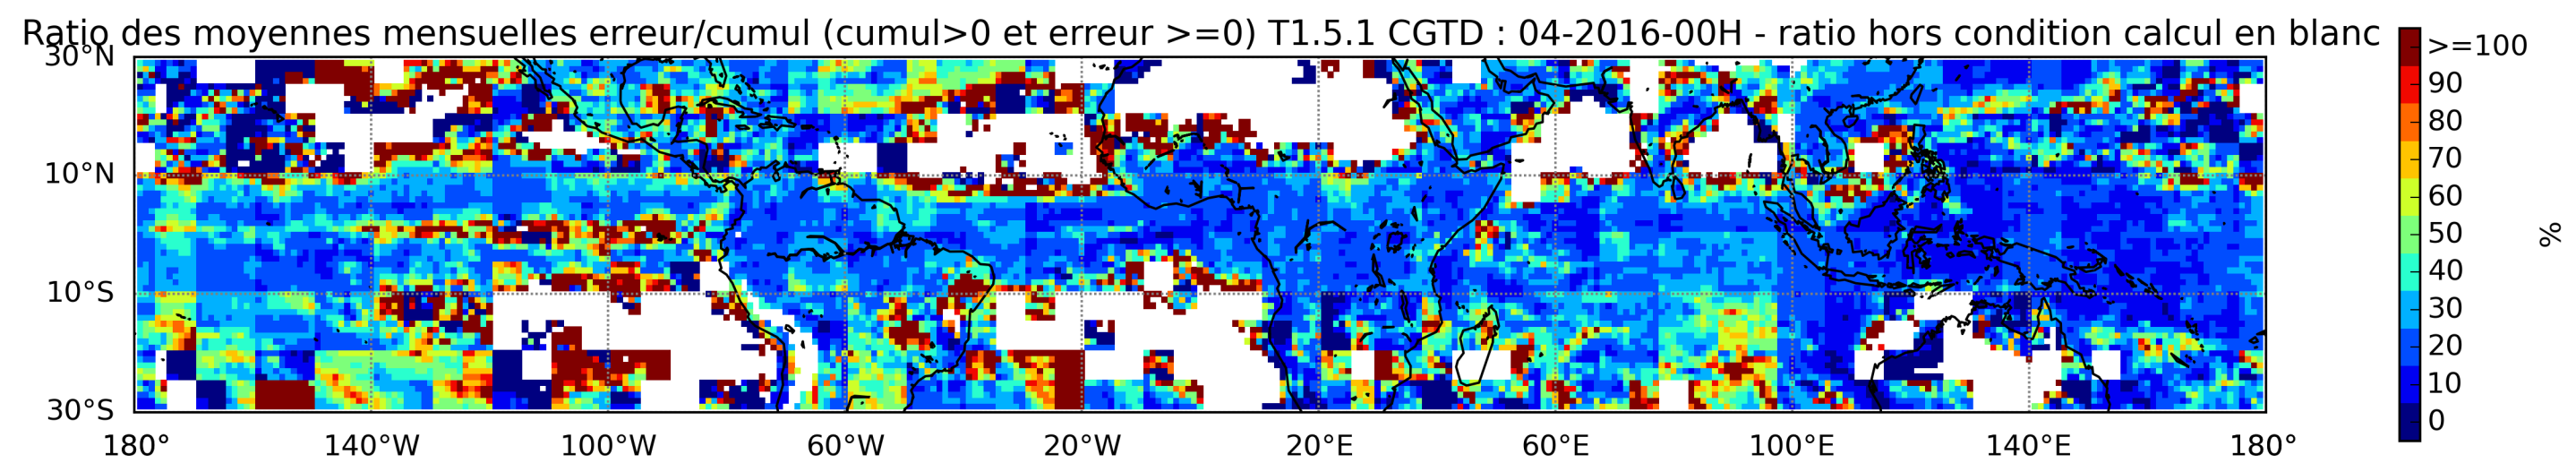 Ratio des moyennes mensuelles erreur/cumul (cumul>0 et erreur >=0) T1.5.1 CGTD : 04-2016-00H - ratio hors condition calcul en blanc
30°N
10°N
10°S
30°S
180° 140°W 100°W 60°W 20°W 20°E 60°E 100°E 140°E 180°
>=100
90
80
70
60
50
40
30
20
10
0
%